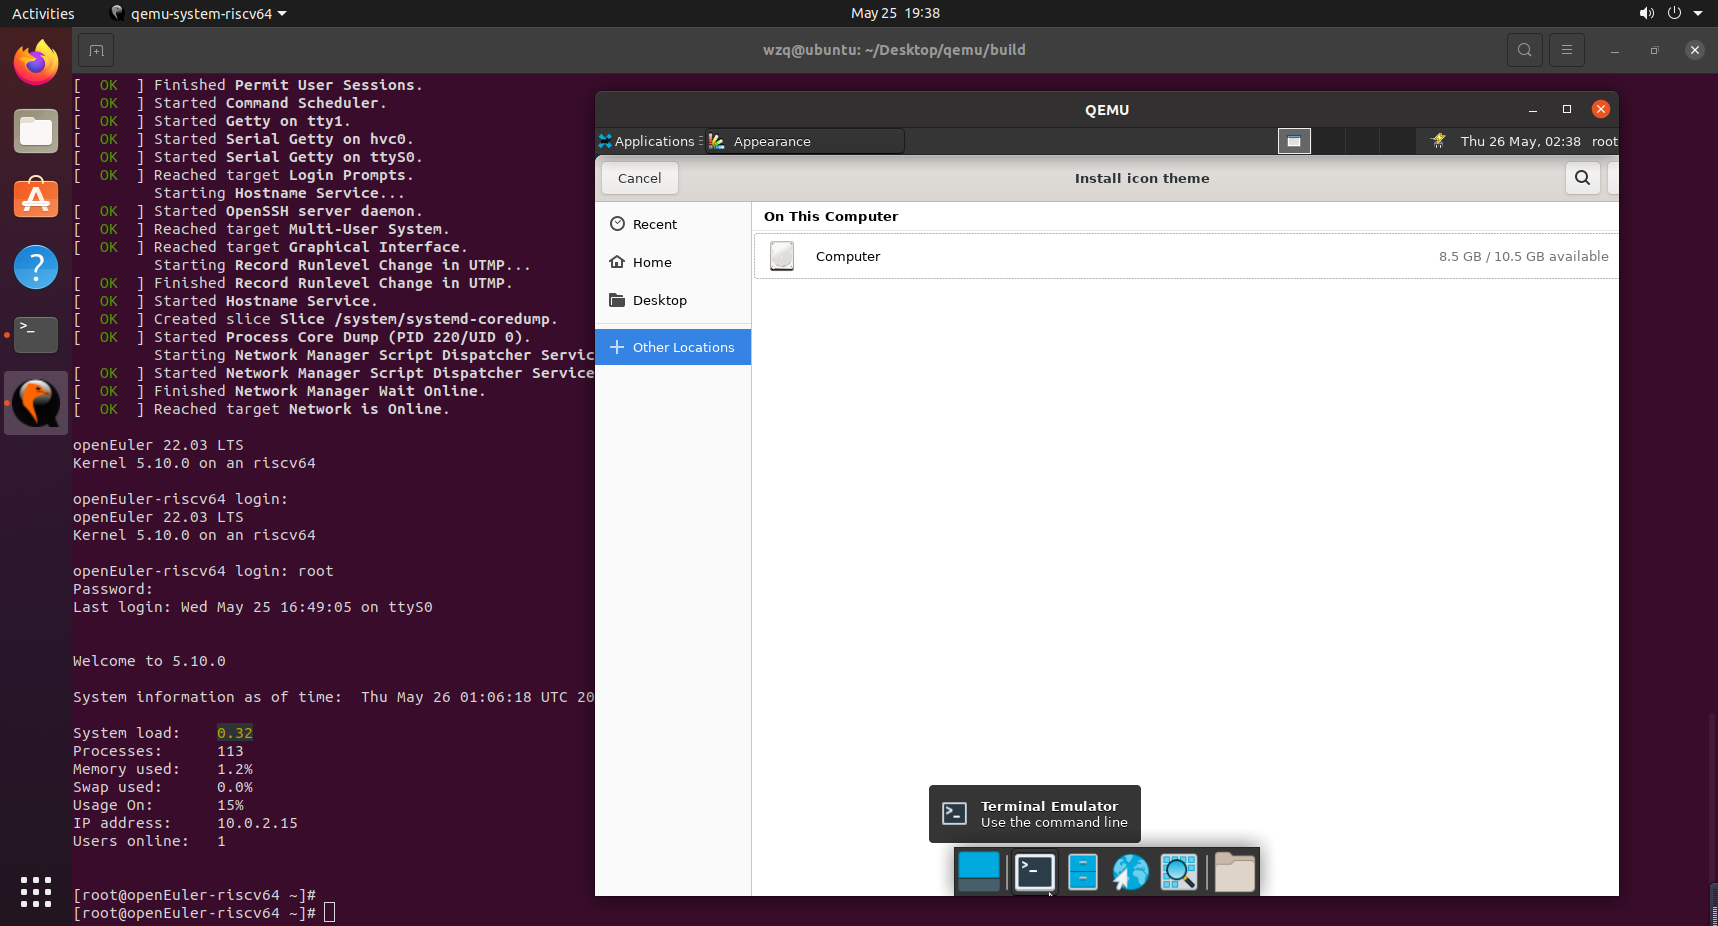 Activities
qemu-system-riscv64
May 25 19:38
wzq@ubuntu: ~/Desktop/qemu/build
[  OK  ] Finished Permit User Sessions.
[  OK  ] Started Command Scheduler.
[  OK  ] Started Getty on tty1.
[  OK  ] Started Serial Getty on hvc0.
[  OK  ] Started Serial Getty on ttyS0.
[  OK  ] Reached target Login Prompts.
Starting Hostname Service...
[  OK  ] Started OpenSSH server daemon.
[  OK  ] Reached target Multi-User System.
[  OK  ] Reached target Graphical Interface.
Starting Record Runlevel Change in UTMP...
[  OK  ] Finished Record Runlevel Change in UTMP.
[  OK  ] Started Hostname Service.
[  OK  ] Created slice Slice /system/systemd-coredump.
[  OK  ] Started Process Core Dump (PID 220/UID 0).
Starting Network Manager Script Dispatcher Servic
[  OK  ] Started Network Manager Script Dispatcher Service
[  OK  ] Finished Network Manager Wait Online.
[  OK  ] Reached target Network is Online.
openEuler 22.03 LTS
Kernel 5.10.0 on an riscv64
openEuler-riscv64 login:
openEuler 22.03 LTS
Kernel 5.10.0 on an riscv64
openEuler-riscv64 login: root
Password:
Last login: Wed May 25 16:49:05 on ttyS0
Welcome to 5.10.0
System information as of time:  Thu May 26 01:06:18 UTC 20
System load:    0.32
Processes:      113
Memory used:    1.2%
Swap used:      0.0%
Usage On:       15%
IP address:     10.0.2.15
Users online:   1
[root@openEuler-riscv64 ~]#
[root@openEuler-riscv64 ~]#
QEMU
Applications
Appearance
Thu 26 May, 02:38
root
Cancel
Install icon theme
Recent
Home
Desktop
Other Locations
On This Computer
Computer
8.5 GB / 10.5 GB available
Terminal Emulator
Use the command line